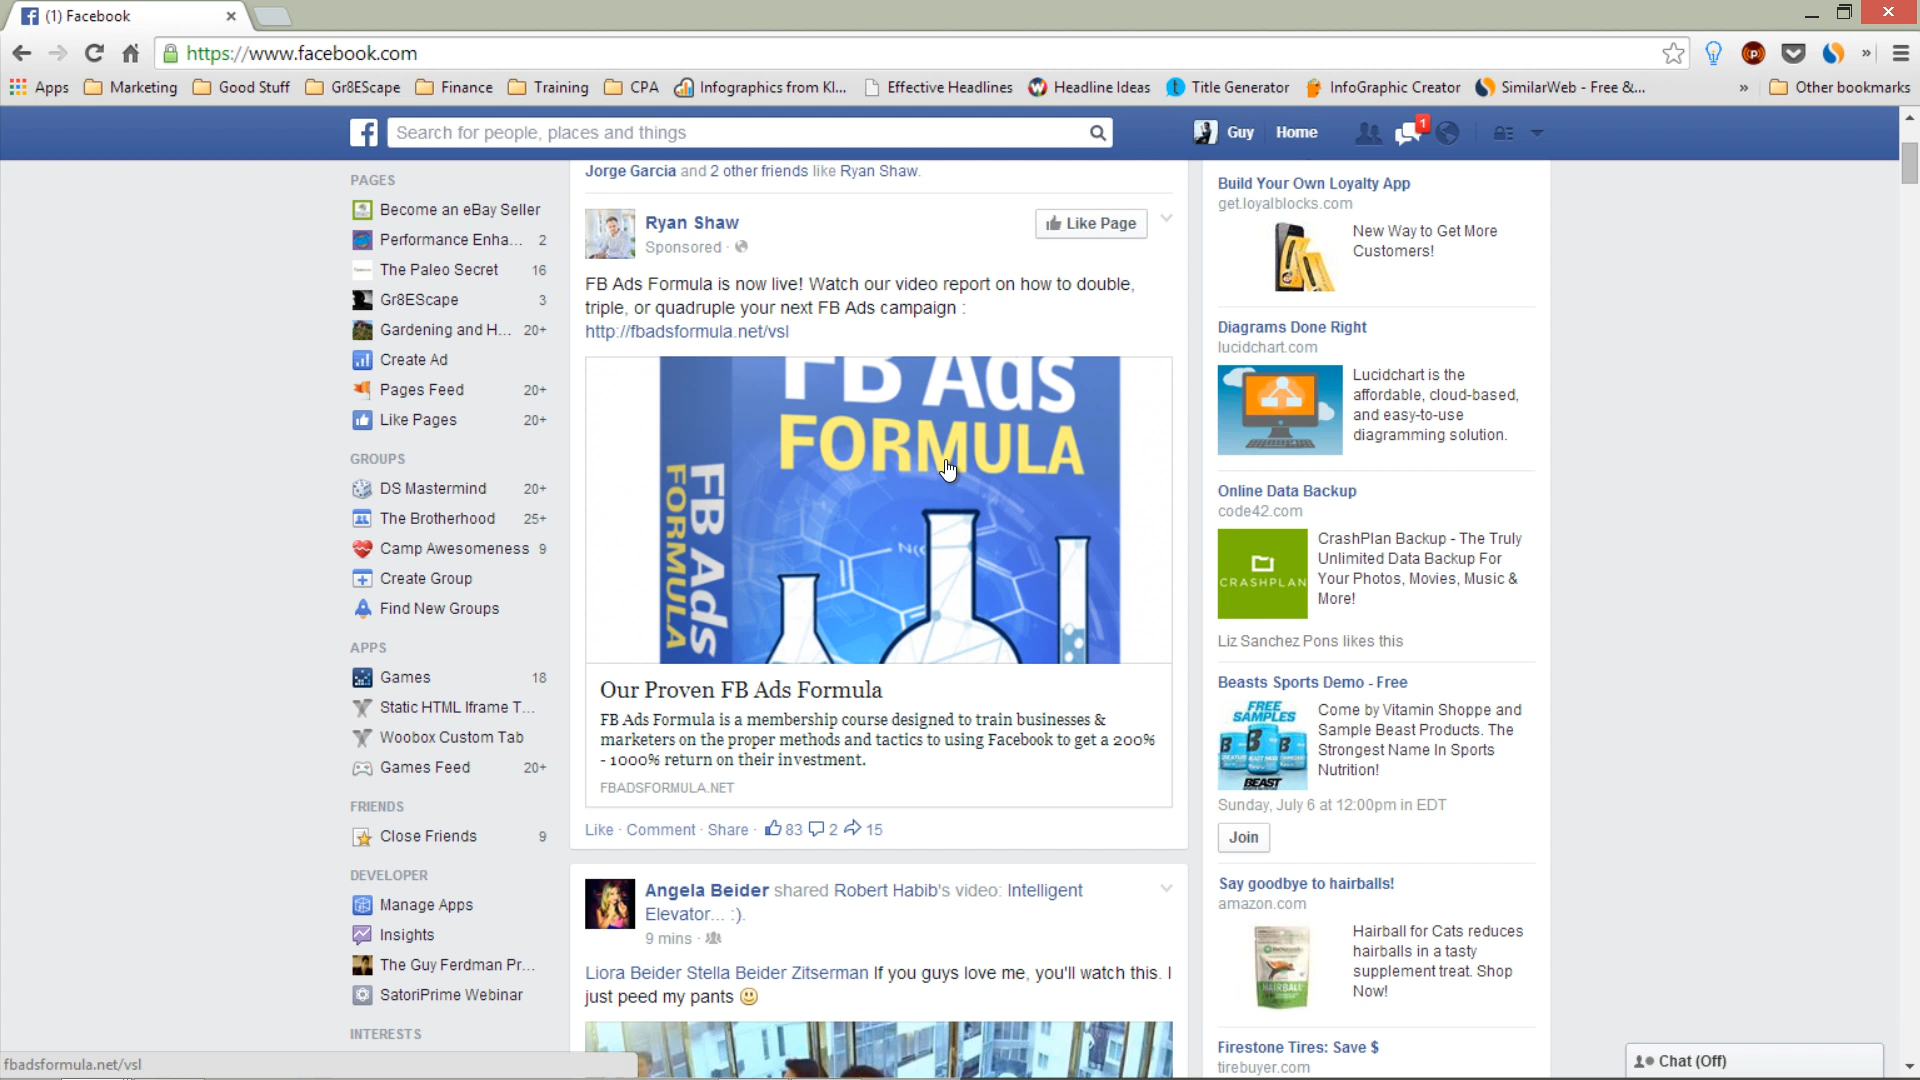 (1) Facebook
https://www.facebook.com
Apps Marketing Good Stuff Gr8EScape Finance Training CPA Infographics from Kl... Effective Headlines Headline Ideas Title Generator InfoGraphic Creator SimilarWeb - Free &... » Other bookmarks
Search for people, places and things
Guy Home 1
PAGES
Become an eBay Seller
Performance Enha... 2
The Paleo Secret 16
Gr8EScape 3
Gardening and H... 20+
Create Ad
Pages Feed 20+
Like Pages 20+
GROUPS
DS Mastermind 20+
The Brotherhood 25+
Camp Awesomeness 9
Create Group
Find New Groups
APPS
Games 18
Static HTML Iframe T...
Woobox Custom Tab
Games Feed 20+
FRIENDS
Close Friends 9
DEVELOPER
Manage Apps
Insights
The Guy Ferdman Pr...
SatoriPrime Webinar
INTERESTS
fbadsformula.net/vsl
Jorge Garcia and 2 other friends like Ryan Shaw.
Ryan Shaw
Like Page
Sponsored ·
FB Ads Formula is now live! Watch our video report on how to double,
triple, or quadruple your next FB Ads campaign :
http://fbadsformula.net/vsl
FB Ads
FORMULA
FB Ads
FORMULA
Our Proven FB Ads Formula
FB Ads Formula is a membership course designed to train businesses &
marketers on the proper methods and tactics to using Facebook to get a 200%
- 1000% return on their investment.
FBADSFORMULA.NET
Like · Comment · Share · 83 2 15
Angela Beider shared Robert Habib's video: Intelligent
Elevator... :).
9 mins ·
Liora Beider Stella Beider Zitserman If you guys love me, you'll watch this. I
just peed my pants
Build Your Own Loyalty App
get.loyalblocks.com
New Way to Get More
Customers!
Diagrams Done Right
lucidchart.com
Lucidchart is the
affordable, cloud-based,
and easy-to-use
diagramming solution.
Online Data Backup
code42.com
CRASHPLAN
CrashPlan Backup - The Truly
Unlimited Data Backup For
Your Photos, Movies, Music &
More!
Liz Sanchez Pons likes this
Beasts Sports Demo - Free
FREE
SAMPLES
BEAST
Come by Vitamin Shoppe and
Sample Beast Products. The
Strongest Name In Sports
Nutrition!
Sunday, July 6 at 12:00pm in EDT
Join
Say goodbye to hairballs!
amazon.com
HAIRBALL
Hairball for Cats reduces
hairballs in a tasty
supplement treat. Shop
Now!
Firestone Tires: Save $
tirebuyer.com
Chat (Off)